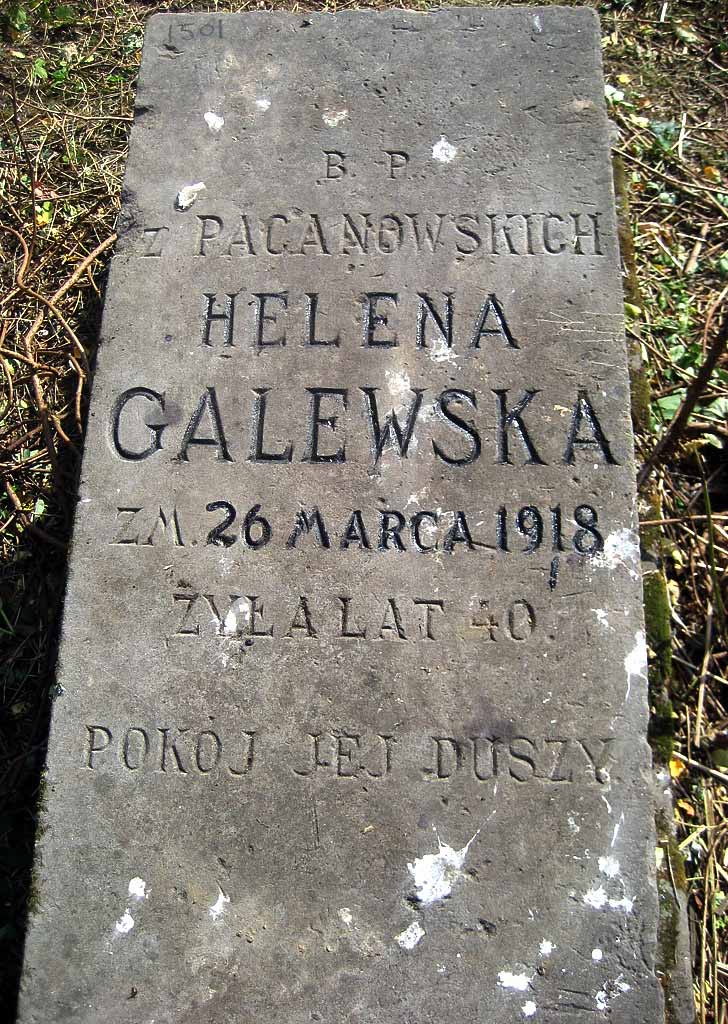 1501
B. P.
Z PACANOWSKICH
HELENA
GALEWSKA
ZM. 26 MARCA 1918
ŻYŁA LAT 40.
POKÓJ JEJ DUSZY